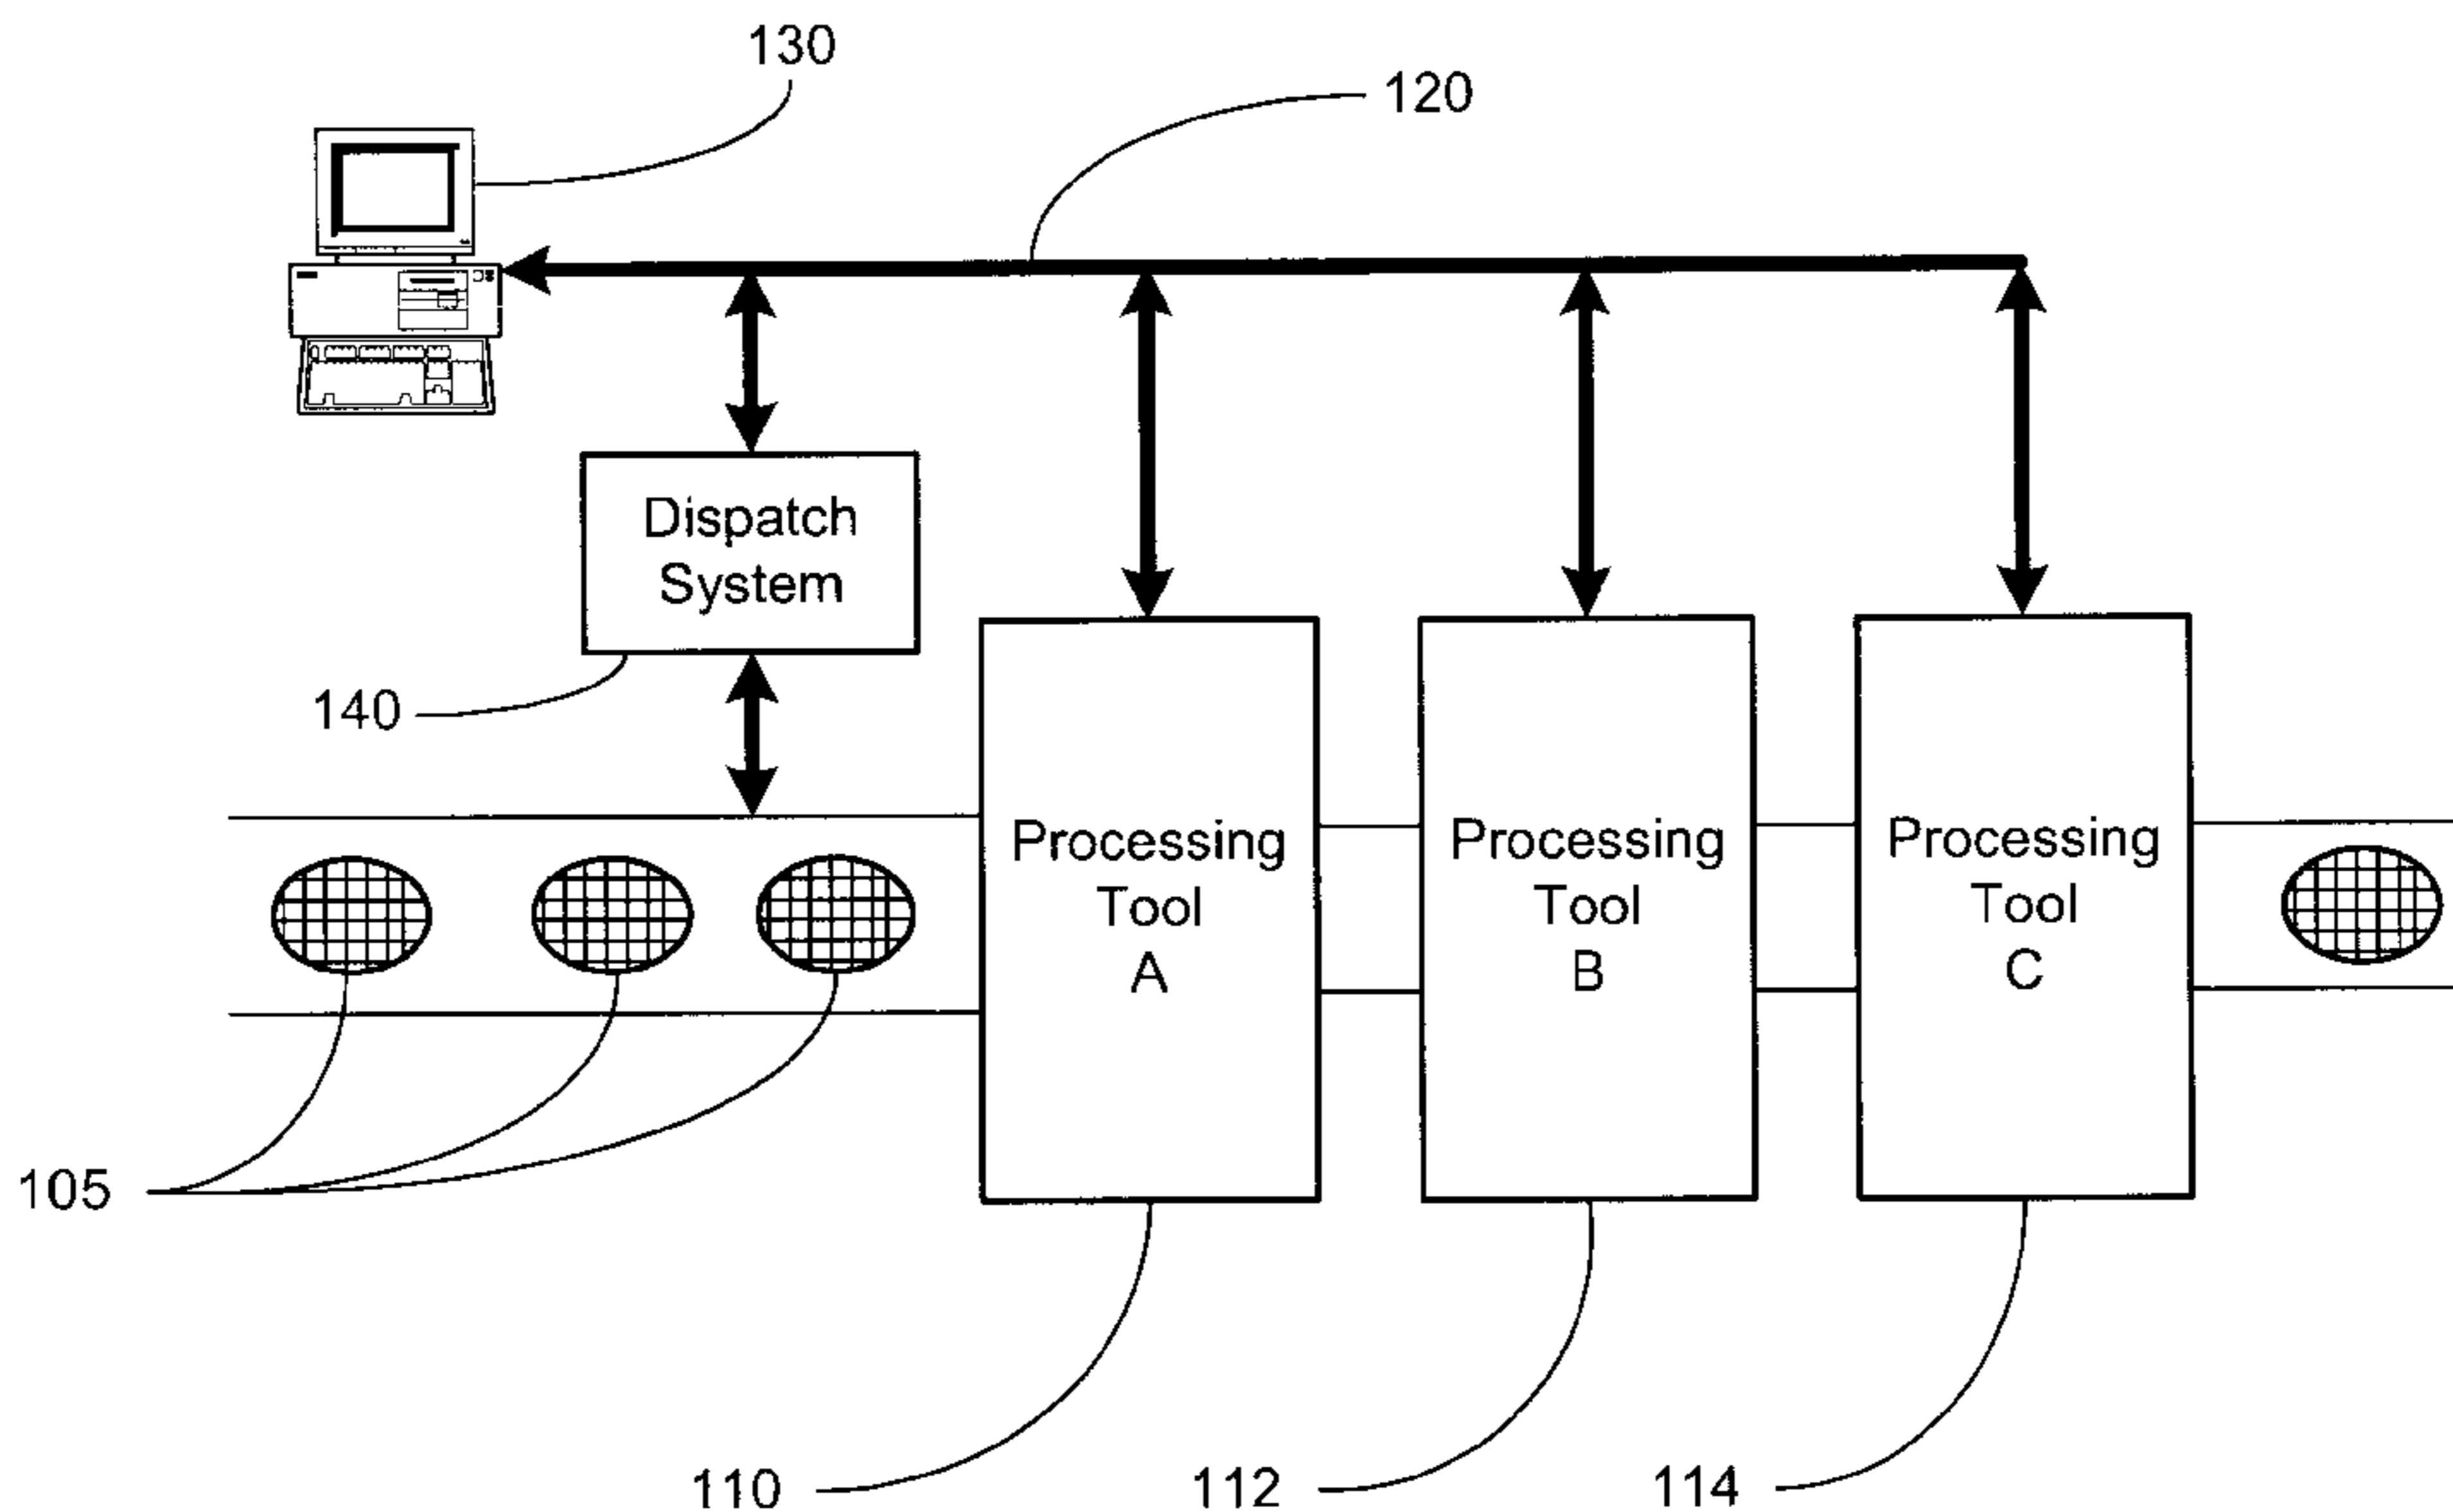 130
120
Dispatch
System
140
Processing
Tool
A
Processing
Tool
B
Processing
Tool
C
105
110
112
114